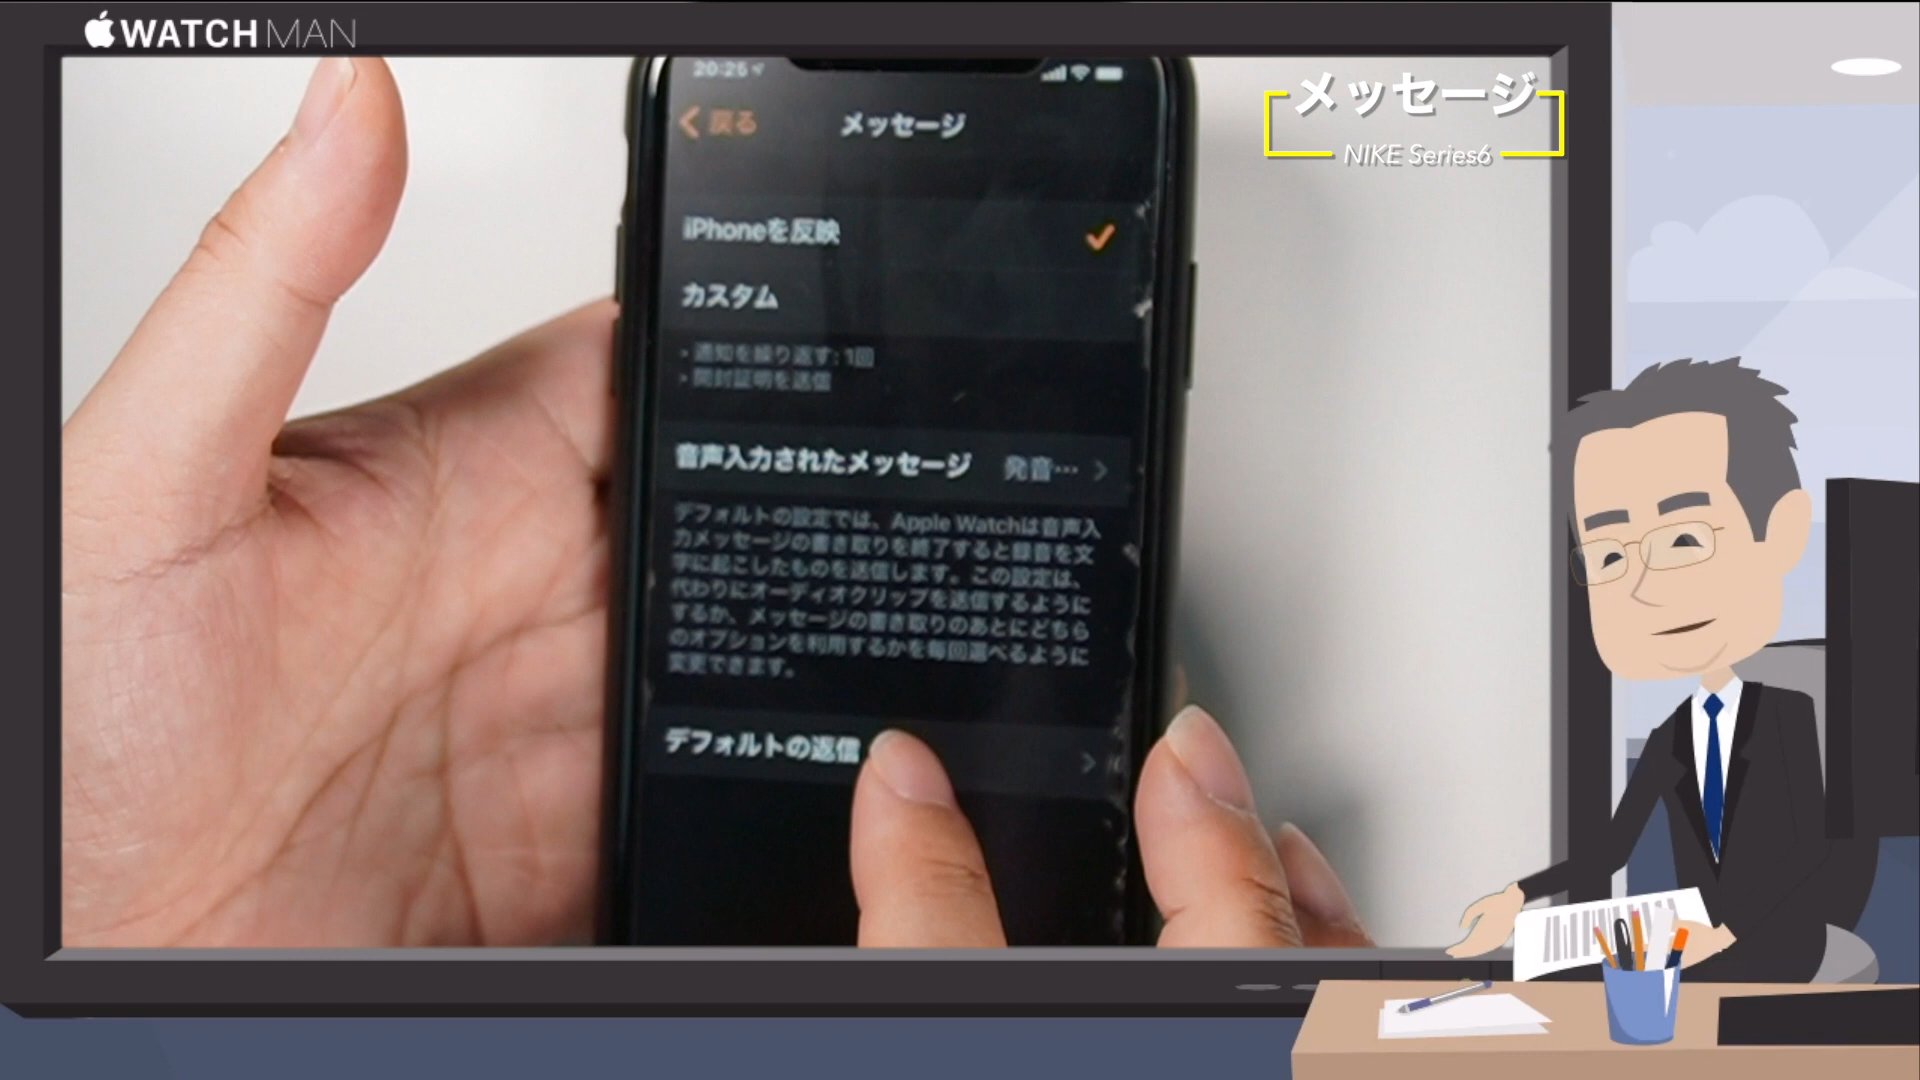 WATCHMAN
メッセージ
NIKE Series6
20:25
戻る
メッセージ
iPhoneを反映
カスタム
・通知を繰り返す: 1回
・開封証明を送信
音声入力されたメッセージ 発音…
デフォルトの設定では、Apple Watchは音声入
力メッセージの書き取りを終了すると録音を文
字に起こしたものを送信します。この設定は、
代わりにオーディオクリップを送信するように
するか、メッセージの書き取りのあとにどちら
のオプションを利用するかを毎回選べるように
変更できます。
デフォルトの返信